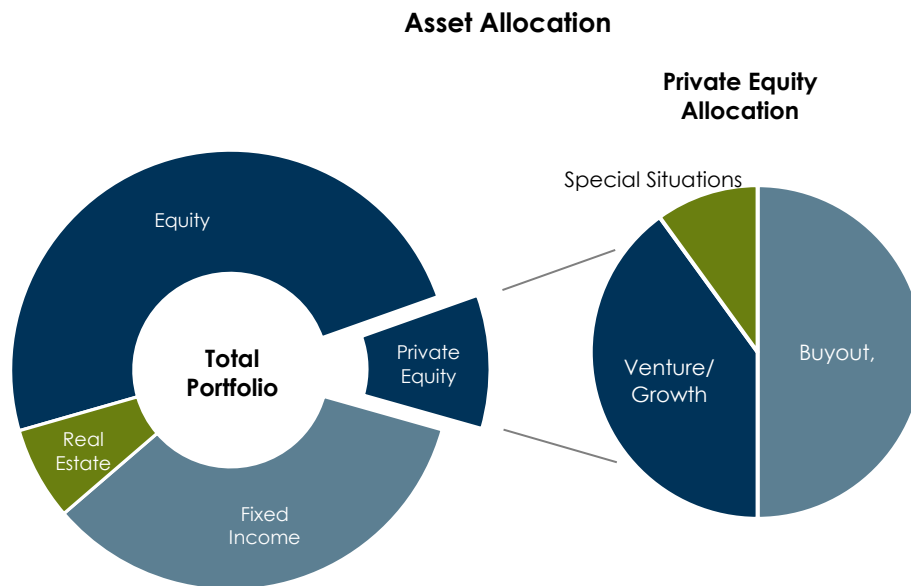 Asset Allocation
Private Equity
Allocation
Special Situations
Equity
Total
Portfolio
Private
Equity
Venture/
Growth
Buyout,
Real
Estate
Fixed
Income